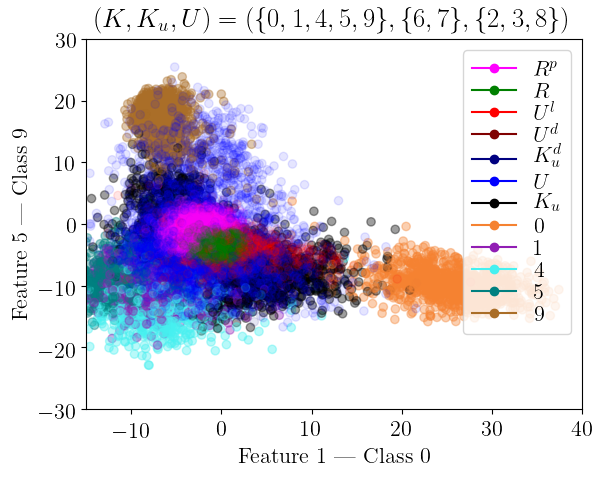 (K, K_u, U) = ({0, 1, 4, 5, 9}, {6, 7}, {2, 3, 8})
30
20
10
0
−10
−20
−30
−10
0
10
20
30
40
Feature 5 — Class 9
Feature 1 — Class 0
R^p
R
U^l
U^d
K_u^d
U
K_u
0
1
4
5
9